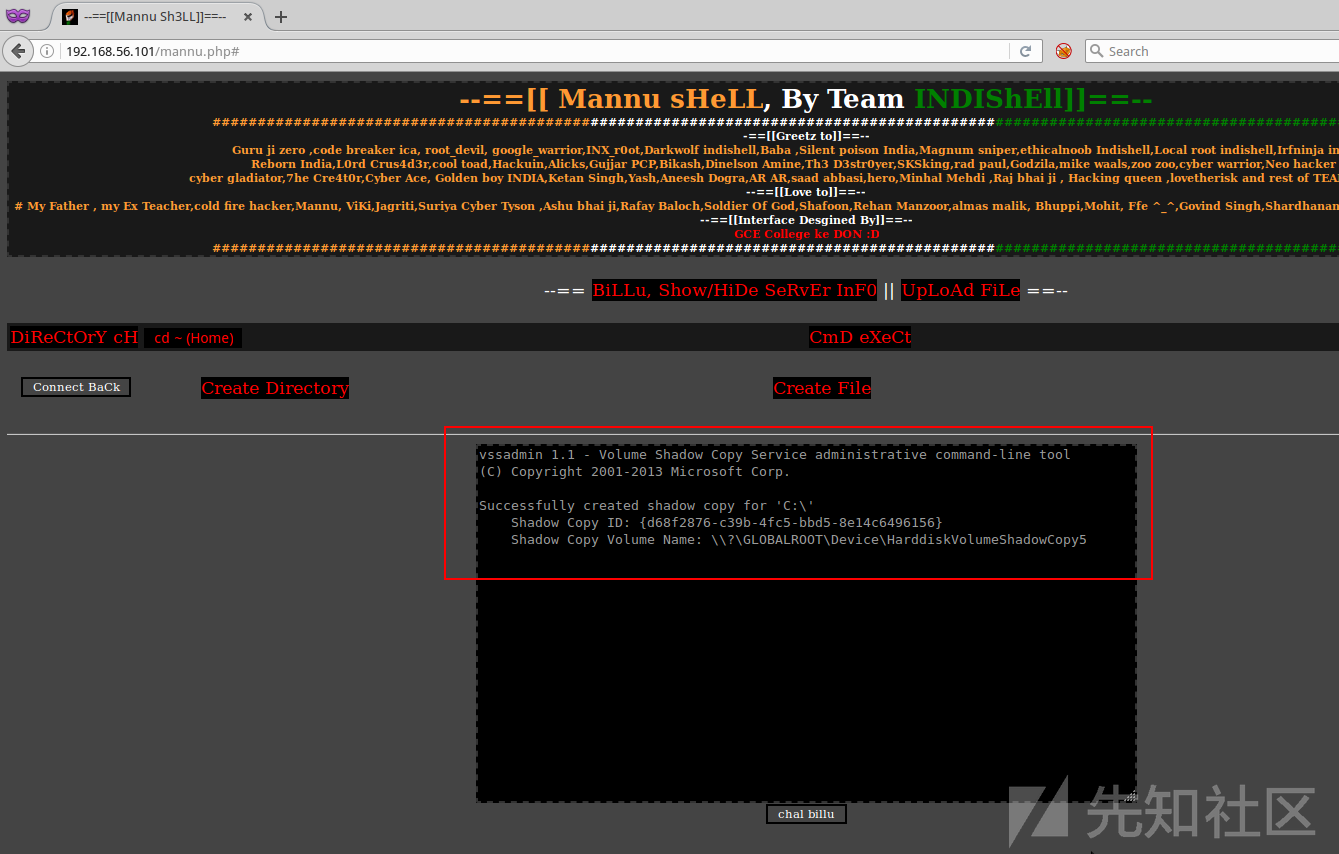 --==[[Mannu Sh3LL]]==--
192.168.56.101/mannu.php#
Search
--==[[ Mannu sHeLL, By Team INDIShEll]]==--
##########################################################################################################################
-==[[Greetz to]]==--
Guru ji zero ,code breaker ica, root_devil, google_warrior,INX_r0ot,Darkwolf indishell,Baba ,Silent poison India,Magnum sniper,ethicalnoob Indishell,Local root indishell,Irfninja in
Reborn India,L0rd Crus4d3r,cool toad,Hackuin,Alicks,Gujjar PCP,Bikash,Dinelson Amine,Th3 D3str0yer,SKSking,rad paul,Godzila,mike waals,zoo zoo,cyber warrior,Neo hacker
cyber gladiator,7he Cre4t0r,Cyber Ace, Golden boy INDIA,Ketan Singh,Yash,Aneesh Dogra,AR AR,saad abbasi,hero,Minhal Mehdi ,Raj bhai ji , Hacking queen ,lovetherisk and rest of TEA
--==[[Love to]]==--
# My Father , my Ex Teacher,cold fire hacker,Mannu, ViKi,Jagriti,Suriya Cyber Tyson ,Ashu bhai ji,Rafay Baloch,Soldier Of God,Shafoon,Rehan Manzoor,almas malik, Bhuppi,Mohit, Ffe ^_^,Govind Singh,Shardhanan
--==[[Interface Desgined By]]==--
GCE College ke DON :D
##########################################################################################################################
--== BiLLu, Show/HiDe SeRvEr InF0 || UpLoAd FiLe ==--
DiReCtOrY cH cd ~ (Home) CmD eXeCt
Connect BaCk Create Directory Create File
vssadmin 1.1 - Volume Shadow Copy Service administrative command-line tool
(C) Copyright 2001-2013 Microsoft Corp.
Successfully created shadow copy for 'C:\'
Shadow Copy ID: {d68f2876-c39b-4fc5-bbd5-8e14c6496156}
Shadow Copy Volume Name: \\?\GLOBALROOT\Device\HarddiskVolumeShadowCopy5
chal billu
先知社区